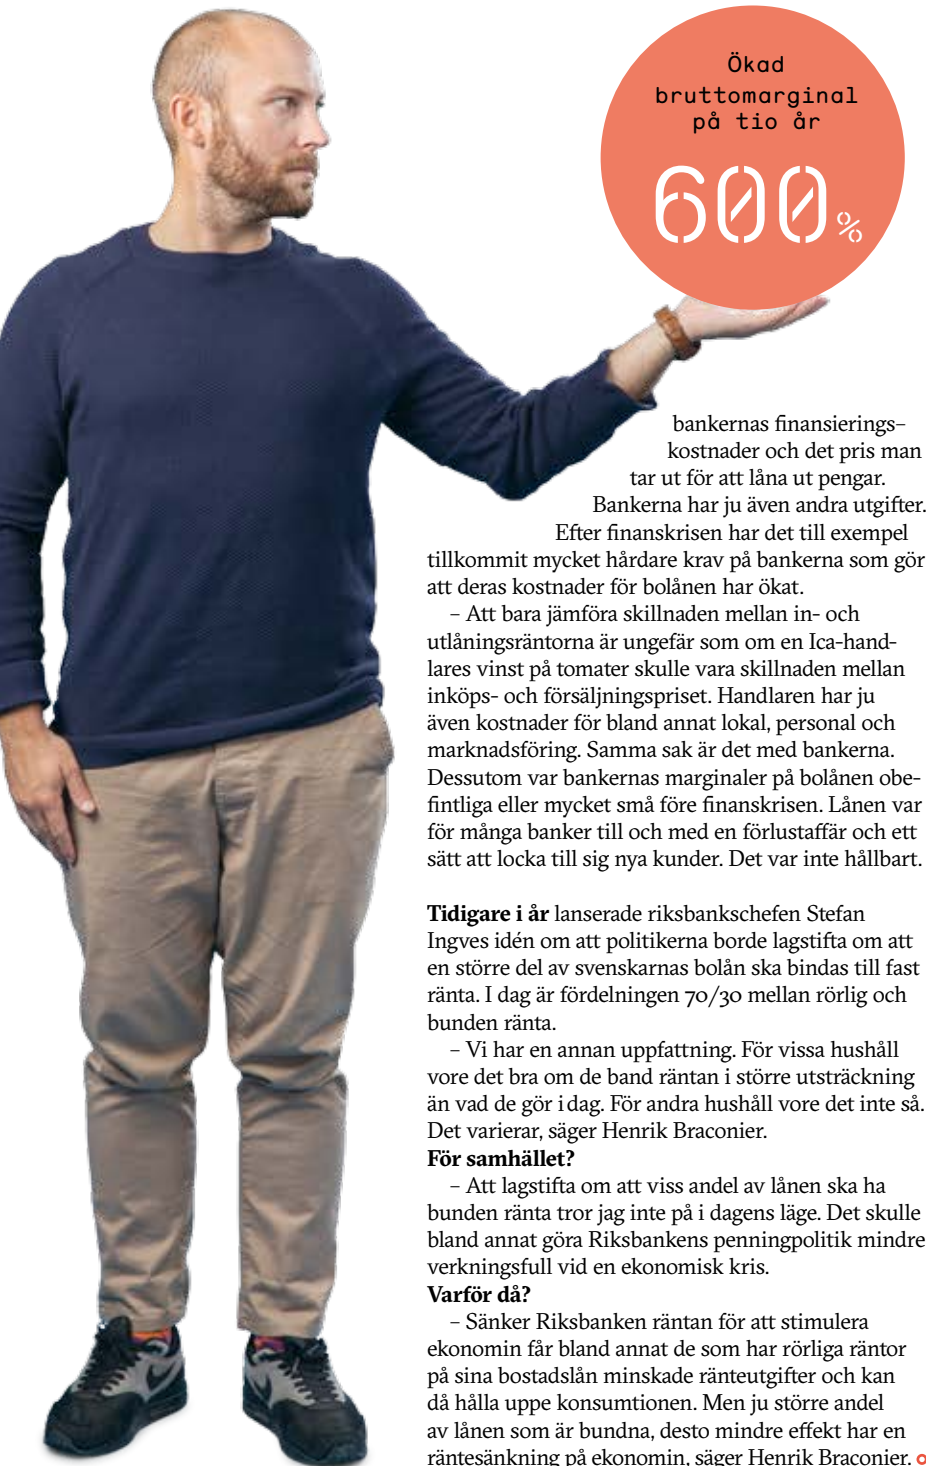 Ökad
bruttomarginal
på tio år
600%
bankernas finansierings-
kostnader och det pris man
tar ut för att låna ut pengar.
Bankerna har ju även andra utgifter.
Efter finanskrisen har det till exempel
tillkommit mycket hårdare krav på bankerna som gör
att deras kostnader för bolånen har ökat.
– Att bara jämföra skillnaden mellan in- och
utlåningsräntorna är ungefär som om en Ica-hand-
lares vinst på tomater skulle vara skillnaden mellan
inköps- och försäljningspriset. Handlaren har ju
även kostnader för bland annat lokal, personal och
marknadsföring. Samma sak är det med bankerna.
Dessutom var bankernas marginaler på bolånen obe-
fintliga eller mycket små före finanskrisen. Lånen var
för många banker till och med en förlustaffär och ett
sätt att locka till sig nya kunder. Det var inte hållbart.
Tidigare i år lanserade riksbankschefen Stefan
Ingves idén om att politikerna borde lagstifta om att
en större del av svenskarnas bolån ska bindas till fast
ränta. I dag är fördelningen 70/30 mellan rörlig och
bunden ränta.
– Vi har en annan uppfattning. För vissa hushåll
vore det bra om de band räntan i större utsträckning
än vad de gör i dag. För andra hushåll vore det inte så.
Det varierar, säger Henrik Braconier.
För samhället?
– Att lagstifta om att viss andel av lånen ska ha
bunden ränta tror jag inte på i dagens läge. Det skulle
bland annat göra Riksbankens penningpolitik mindre
verkningsfull vid en ekonomisk kris.
Varför då?
– Sänker Riksbanken räntan för att stimulera
ekonomin får bland annat de som har rörliga räntor
på sina bostadslån minskade ränteutgifter och kan
då hålla uppe konsumtionen. Men ju större andel
av lånen som är bundna, desto mindre effekt har en
räntesänkning på ekonomin, säger Henrik Braconier.